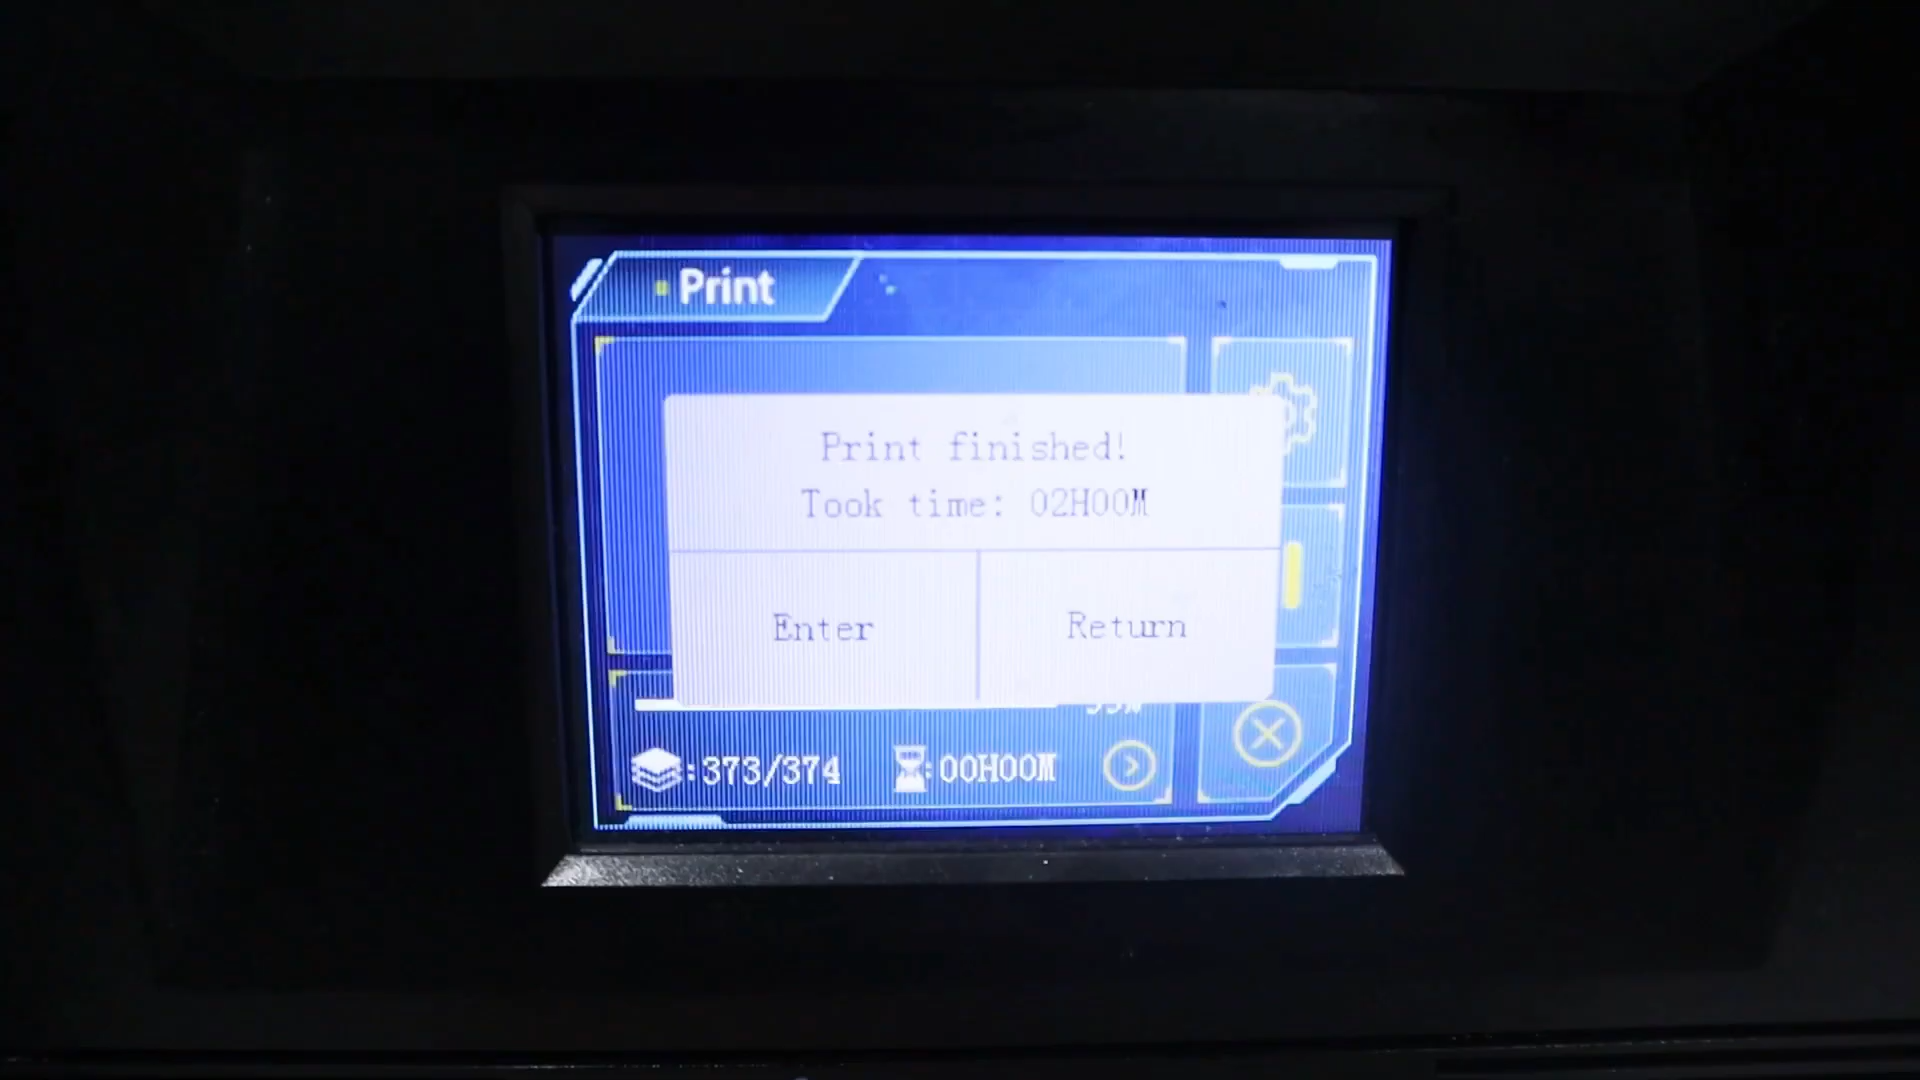 Print
Print finished!
Took time: 02H00M
Enter
Return
:373/374
:00H00M